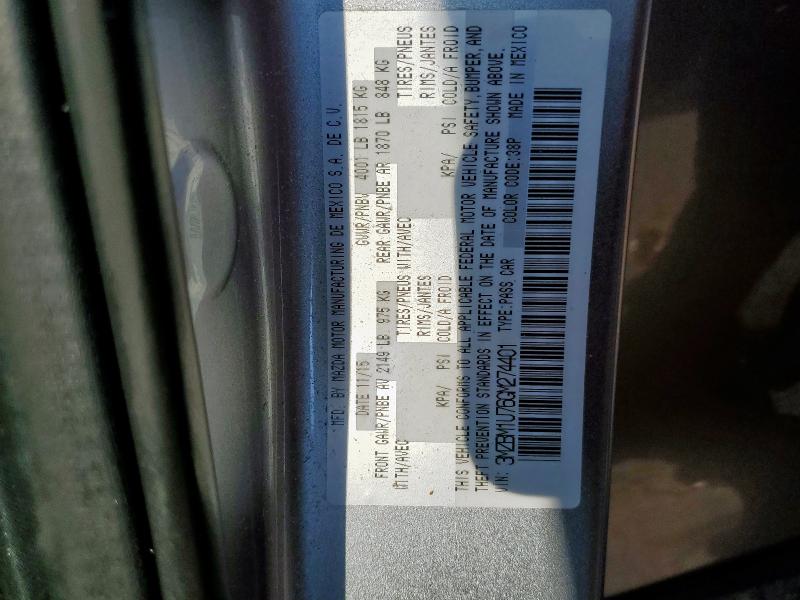 MFD. BY MAZDA MOTOR MANUFACTURING DE MEXICO S.A. DE C.V.
DATE 11/15 GVWR/PNBV 4001 LB 1815 KG
FRONT GAWR/PNBE AV 2149 LB 975 KG REAR GAWR/PNBE AR 1870 LB 848 KG
WITH/AVEC TIRES/PNEUS WITH/AVEC TIRES/PNEUS
RIMS/JANTES RIMS/JANTES
KPA/ PSI COLD/A FROID KPA/ PSI COLD/A FROID
THIS VEHICLE CONFORMS TO ALL APPLICABLE FEDERAL MOTOR VEHICLE SAFETY, BUMPER, AND
THEFT PREVENTION STANDARDS IN EFFECT ON THE DATE OF MANUFACTURE SHOWN ABOVE.
VIN: 3MZBM1U76GM274401 TYPE:PASS CAR COLOR CODE:38P MADE IN MEXICO